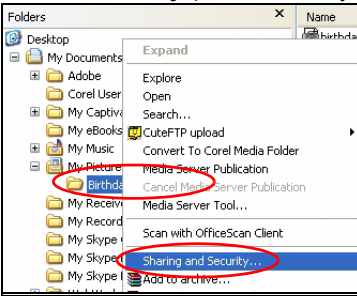 Folders × Name
Desktop birthda
My Documents Expand
Adobe Explore
Corel User Open
My Captiva Search...
My eBooks CuteFTP upload
My Music Convert To Corel Media Folder
My Picture Media Server Publication
Birthda Cancel Media Server Publication
My Receive Media Server Tool...
My Record
My Skype Scan with OfficeScan Client
My Skype Sharing and Security...
My Skype Add to archive...